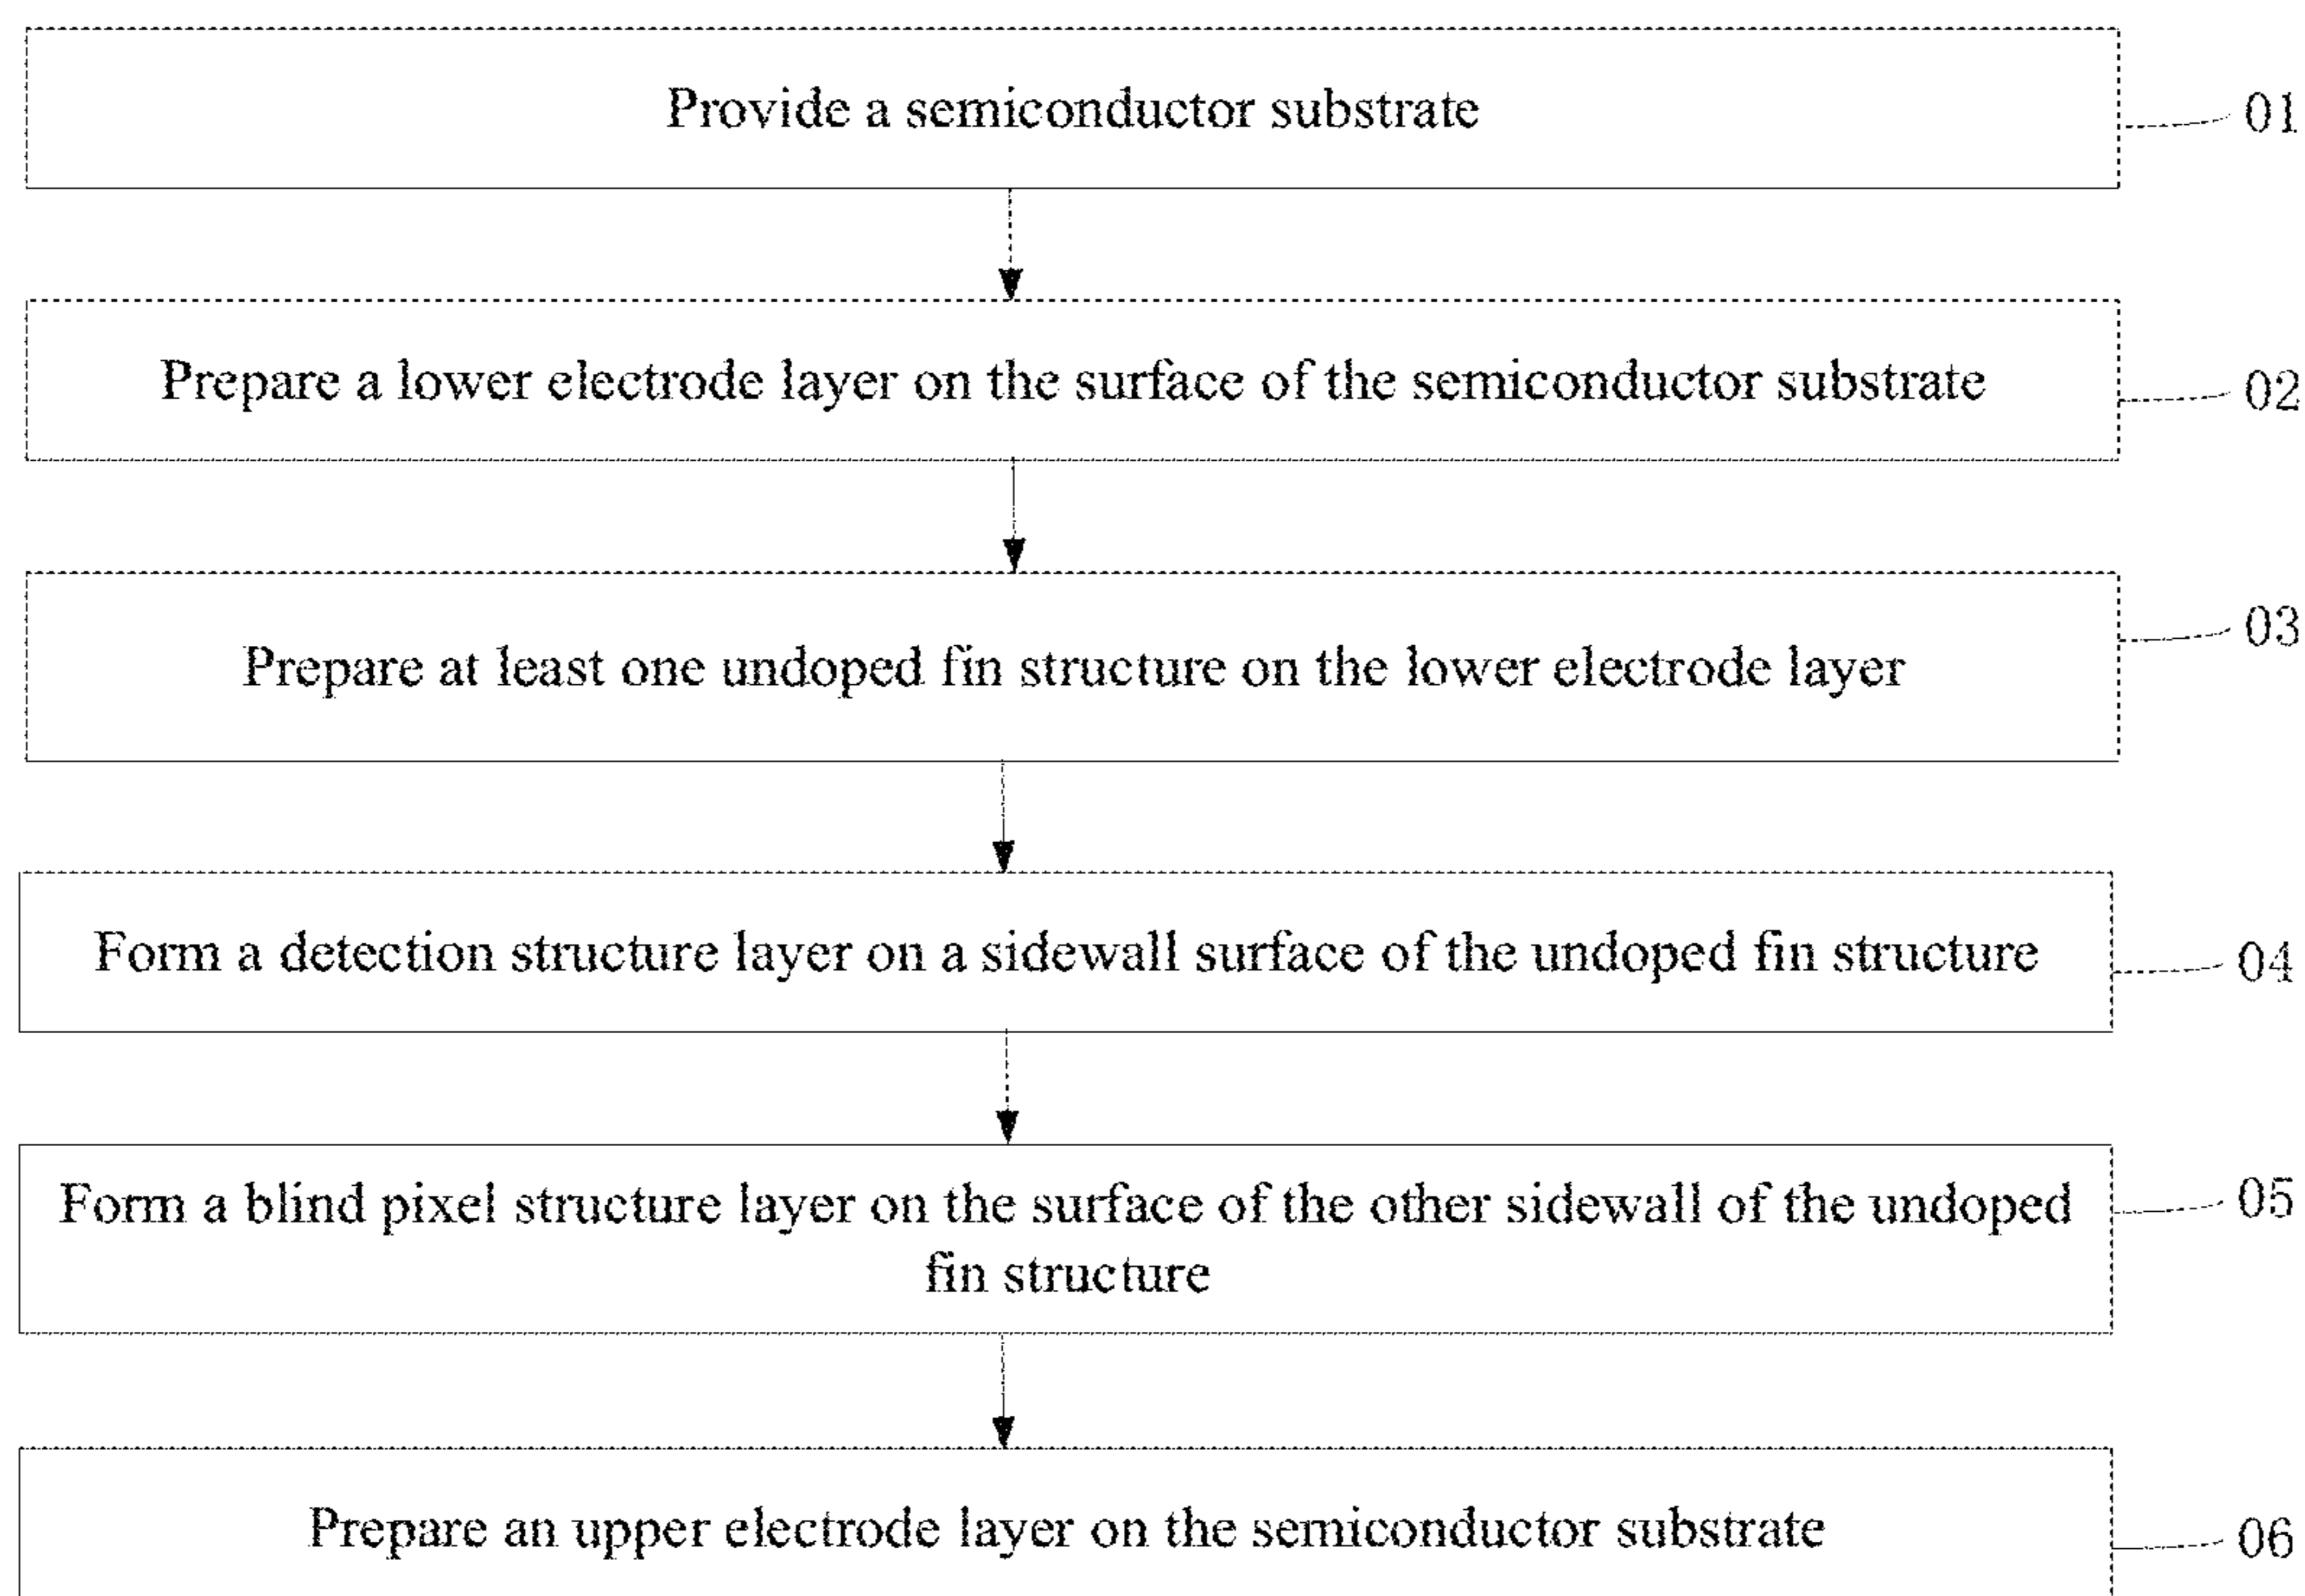 Provide a semiconductor substrate
01
Prepare a lower electrode layer on the surface of the semiconductor substrate
02
Prepare at least one undoped fin structure on the lower electrode layer
03
Form a detection structure layer on a sidewall surface of the undoped fin structure
04
Form a blind pixel structure layer on the surface of the other sidewall of the undoped
fin structure
05
Prepare an upper electrode layer on the semiconductor substrate
06